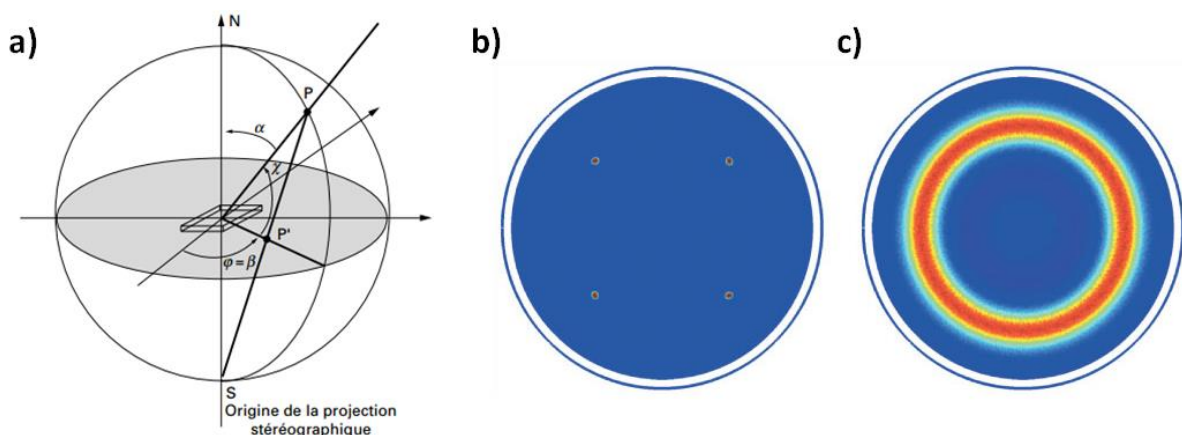 a)
N
P
α
χ
P'
φ = β
S
Origine de la projection
stéréographique
b)
c)